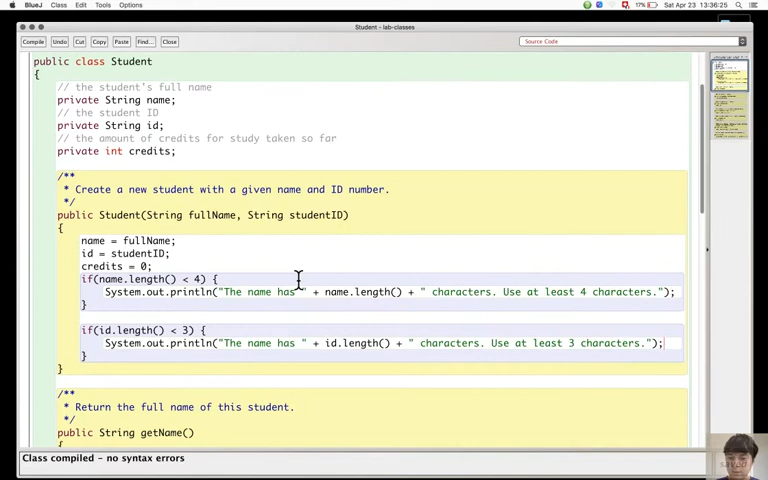 BlueJ Class Edit Tools Options
17% Sat Apr 23 13:36:25
Student - lab-classes
Compile Undo Cut Copy Paste Find... Close
Source Code
public class Student
{
// the student's full name
private String name;
// the student ID
private String id;
// the amount of credits for study taken so far
private int credits;
/**
* Create a new student with a given name and ID number.
*/
public Student(String fullName, String studentID)
{
name = fullName;
id = studentID;
credits = 0;
if(name.length() < 4) {
System.out.println("The name has " + name.length() + " characters. Use at least 4 characters.");
}
if(id.length() < 3) {
System.out.println("The name has " + id.length() + " characters. Use at least 3 characters.");
}
}
/**
* Return the full name of this student.
*/
public String getName()
{
Class compiled - no syntax errors